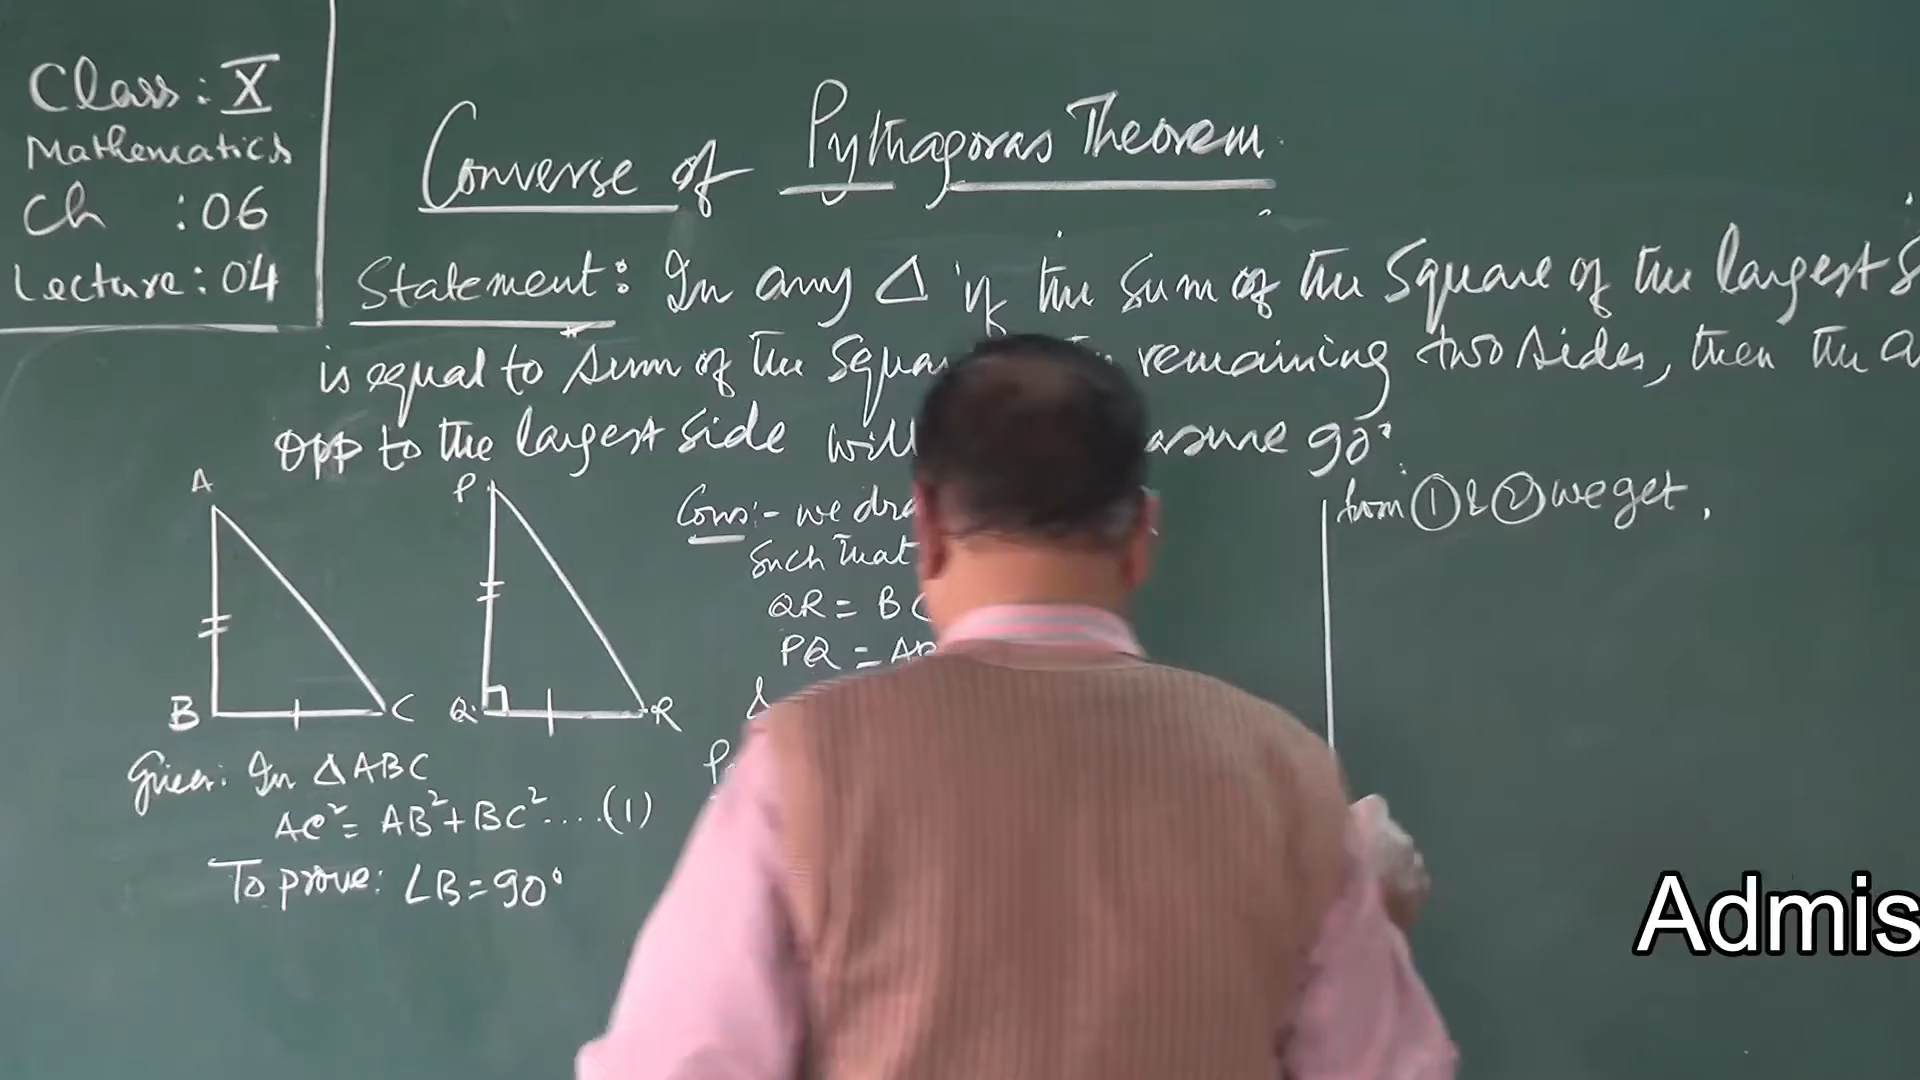 Class: X
Mathematics
Ch : 06
Lecture: 04
Converse of Pythagoras Theorem
Statement: In any Δ if the sum of the square of the largest
is equal to sum of the remaining two sides, then the
opp to the largest side will 90°.
A
B
C
P
Q
R
Given: In ΔABC
AC² = AB² + BC² ....(1)
To prove: ∠B = 90°
Cons:- we
such that
QR = BC
PQ =
&
from ① & ② we get,
Admis